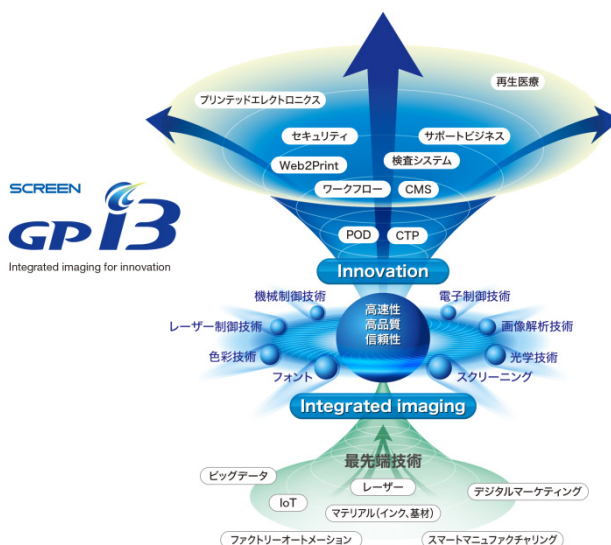 再生医療
プリンテッドエレクトロニクス
セキュリティ
サポートビジネス
Web2Print
検査システム
ワークフロー
CMS
SCREEN
GP i3
Integrated imaging for innovation
POD
CTP
Innovation
機械制御技術
電子制御技術
高速性
高品質
信頼性
レーザー制御技術
画像解析技術
色彩技術
光学技術
フォント
スクリーニング
Integrated imaging
最先端技術
ビッグデータ
レーザー
デジタルマーケティング
IoT
マテリアル(インク、基材)
ファクトリーオートメーション
スマートマニュファクチャリング